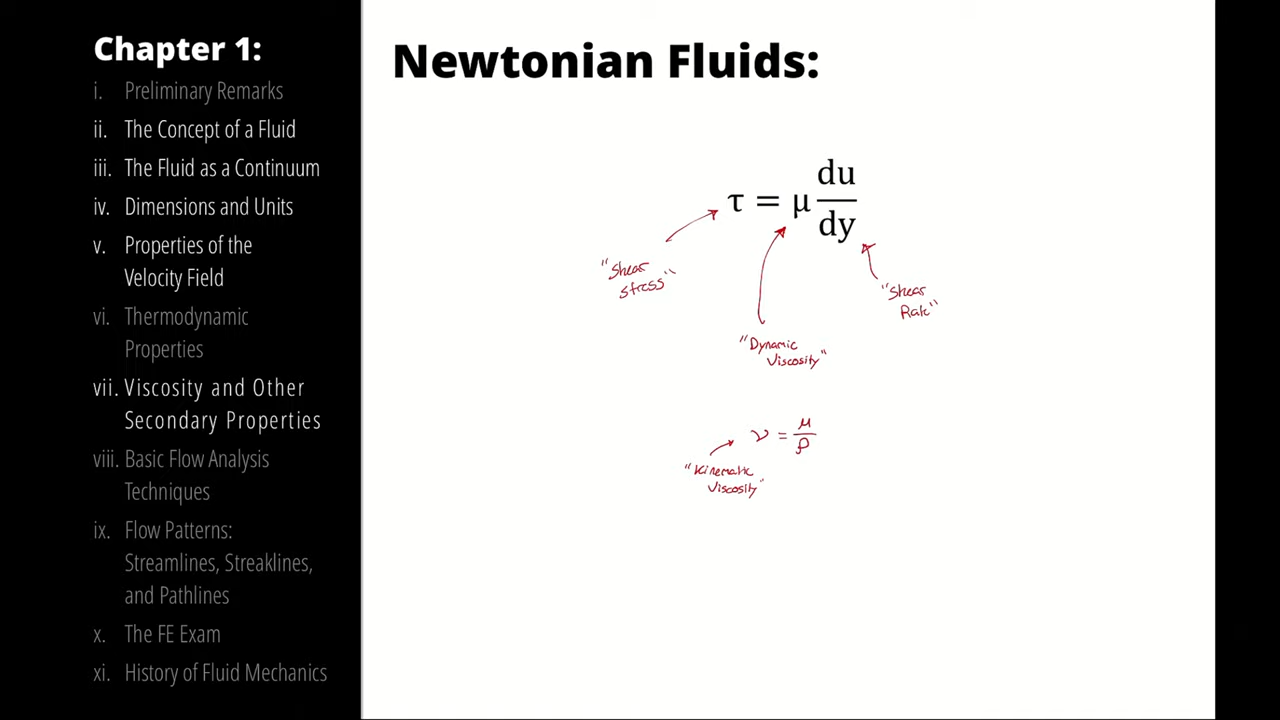 Chapter 1:
i. Preliminary Remarks
ii. The Concept of a Fluid
iii. The Fluid as a Continuum
iv. Dimensions and Units
v. Properties of the
Velocity Field
vi. Thermodynamic
Properties
vii. Viscosity and Other
Secondary Properties
viii. Basic Flow Analysis
Techniques
ix. Flow Patterns:
Streamlines, Streaklines,
and Pathlines
x. The FE Exam
xi. History of Fluid Mechanics
Newtonian Fluids:
τ = μ du/dy
"Shear
Stress"
"Shear
Rate"
"Dynamic
Viscosity"
ν = μ/ρ
"Kinematic
Viscosity"